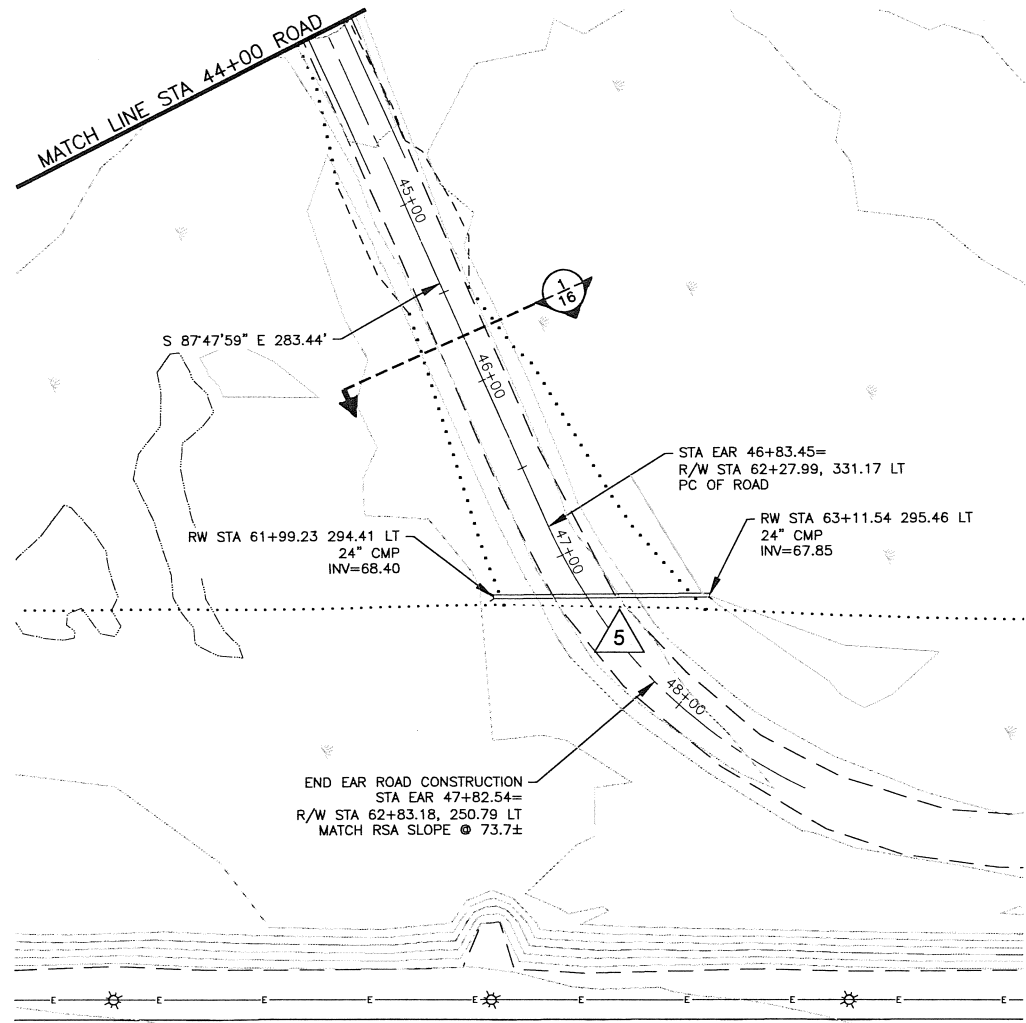 MATCH LINE STA 44+00 ROAD
45+00
1
16
S 87°47'59" E 283.44'
46+00
STA EAR 46+83.45=
R/W STA 62+27.99, 331.17 LT
PC OF ROAD
RW STA 61+99.23 294.41 LT
24" CMP
INV=68.40
RW STA 63+11.54 295.46 LT
24" CMP
INV=67.85
47+00
5
48+00
END EAR ROAD CONSTRUCTION
STA EAR 47+82.54=
R/W STA 62+83.18, 250.79 LT
MATCH RSA SLOPE @ 73.7±
E E E E E E E E E